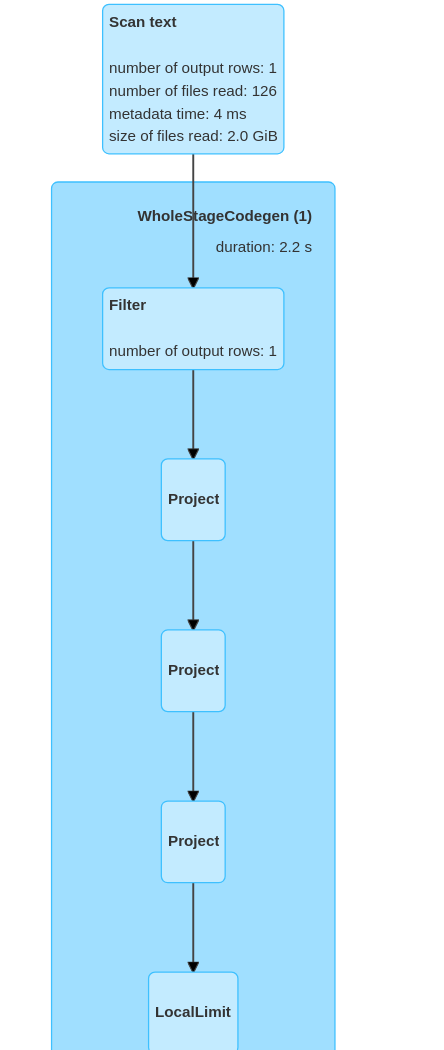 Scan text
number of output rows: 1
number of files read: 126
metadata time: 4 ms
size of files read: 2.0 GiB
WholeStageCodegen (1)
duration: 2.2 s
Filter
number of output rows: 1
Project
Project
Project
LocalLimit